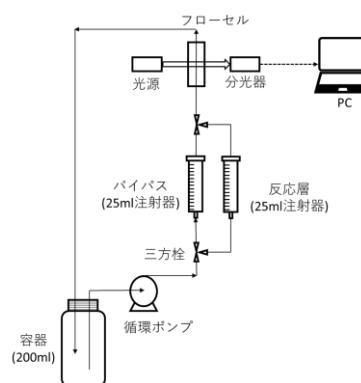 フローセル
光源
分光器
PC
バイパス
(25ml注射器)
反応層
(25ml注射器)
三方栓
循環ポンプ
容器
(200ml)